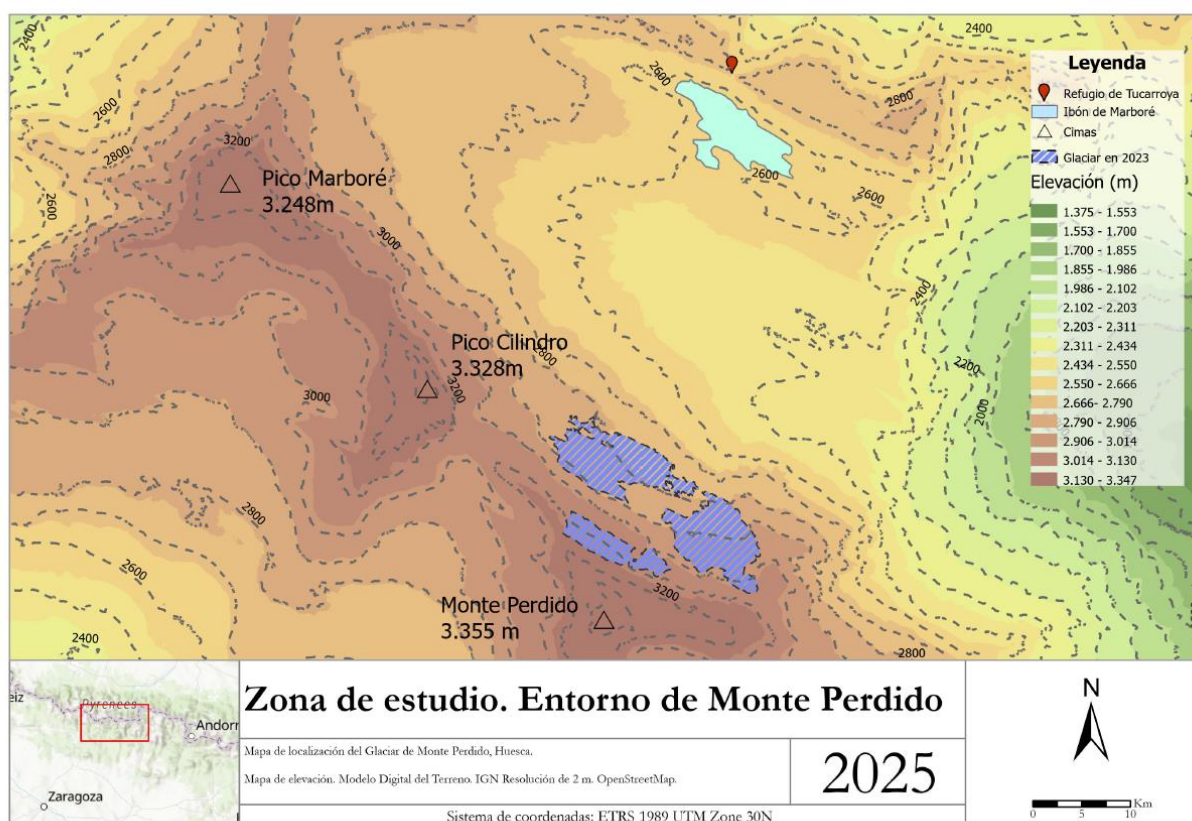 2400
2600
2800
2600
3200
Pico Marboré
3.248m
3000
2600
2600
2600
2800
2400
2400
2200
2000
Pico Cilindro
3.328m
3200
2800
3000
2800
2600
2400
Monte Perdido
3.355 m
3200
2800
Leyenda
Refugio de Tucarroya
Ibón de Marboré
Cimas
Glaciar en 2023
Elevación (m)
1.375 - 1.553
1.553 - 1.700
1.700 - 1.855
1.855 - 1.986
1.986 - 2.102
2.102 - 2.203
2.203 - 2.311
2.311 - 2.434
2.434 - 2.550
2.550 - 2.666
2.666- 2.790
2.790 - 2.906
2.906 - 3.014
3.014 - 3.130
3.130 - 3.347
eiz
Pyrenees
Andorr
Zaragoza
Zona de estudio. Entorno de Monte Perdido
Mapa de localización del Glaciar de Monte Perdido, Huesca.
Mapa de elevación. Modelo Digital del Terreno. IGN Resolución de 2 m. OpenStreetMap.
2025
Sistema de coordenadas: ETRS 1989 UTM Zone 30N
N
Km
0 5 10